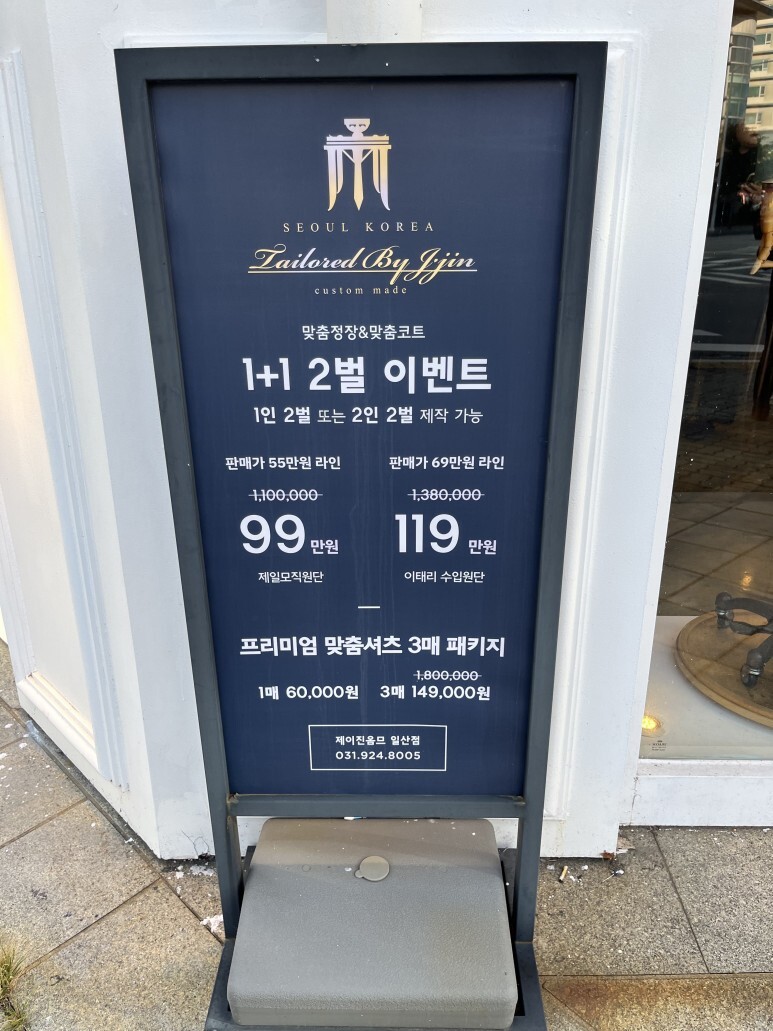 SEOUL KOREA
Tailored By J.jin
custom made
맞춤정장&맞춤코트
1+1 2벌 이벤트
1인 2벌 또는 2인 2벌 제작 가능
판매가 55만원 라인 판매가 69만원 라인
1,100,000 1,380,000
99만원 119만원
제일모직원단 이태리 수입원단
프리미엄 맞춤셔츠 3매 패키지
1,800,000
1매 60,000원 3매 149,000원
제이진옴므 일산점
031.924.8005